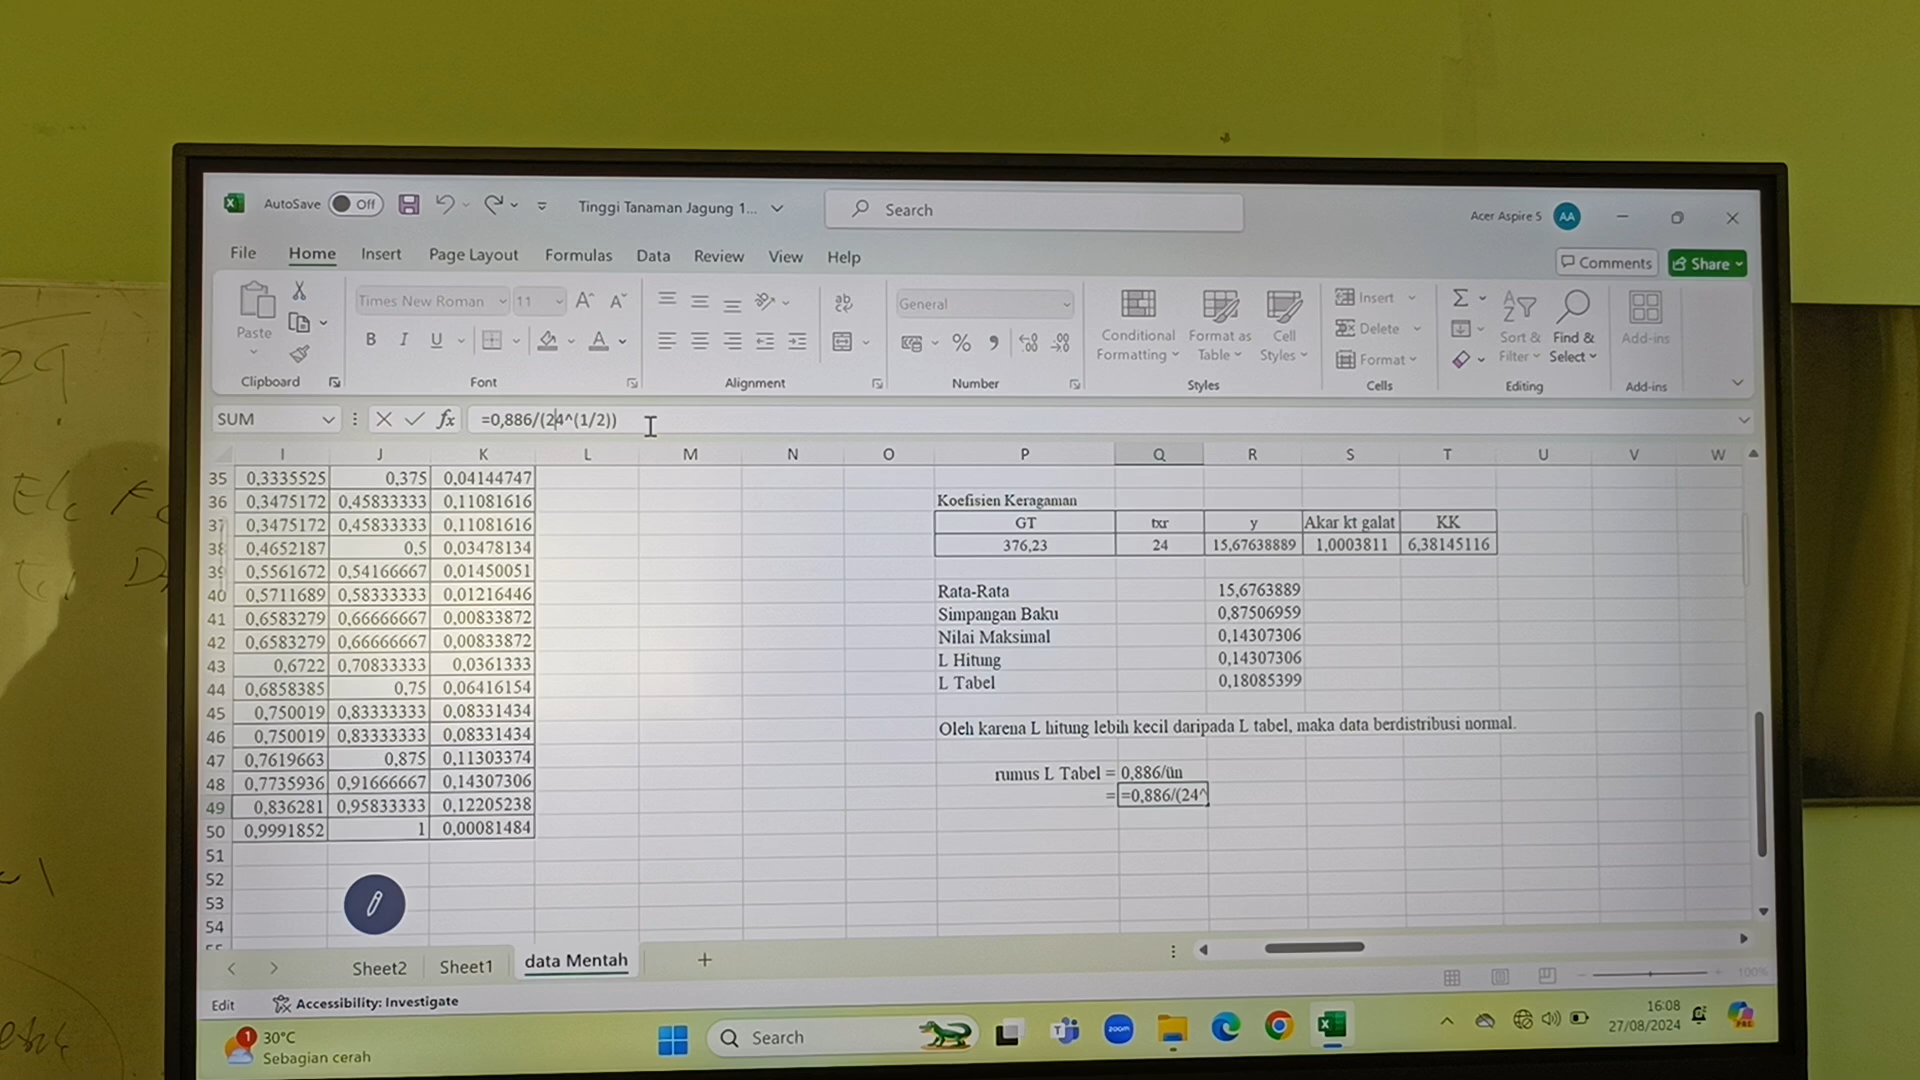 AutoSave Off Tinggi Tanaman Jagung 1... Search Acer Aspire 5 AA
File Home Insert Page Layout Formulas Data Review View Help Comments Share
Paste Times New Roman 11 General Conditional Formatting Format as Table Cell Styles Insert Delete Format Sort & Filter Find & Select Add-ins
B I U
Clipboard Font Alignment Number Styles Cells Editing Add-ins
SUM fx =0,886/(24^(1/2))
I J K L M N O P Q R S T U V W
35 0,3335525 0,375 0,04144747
36 0,3475172 0,45833333 0,11081616 Koefisien Keragaman
37 0,3475172 0,45833333 0,11081616 GT txr y Akar kt galat KK
38 0,4652187 0,5 0,03478134 376,23 24 15,67638889 1,0003811 6,38145116
39 0,5561672 0,54166667 0,01450051
40 0,5711689 0,58333333 0,01216446 Rata-Rata 15,6763889
41 0,6583279 0,66666667 0,00833872 Simpangan Baku 0,87506959
42 0,6583279 0,66666667 0,00833872 Nilai Maksimal 0,14307306
43 0,6722 0,70833333 0,0361333 L Hitung 0,14307306
44 0,6858385 0,75 0,06416154 L Tabel 0,18085399
45 0,750019 0,83333333 0,08331434
46 0,750019 0,83333333 0,08331434 Oleh karena L hitung lebih kecil daripada L tabel, maka data berdistribusi normal.
47 0,7619663 0,875 0,11303374
48 0,7735936 0,91666667 0,14307306 rumus L Tabel = 0,886/ūn
49 0,836281 0,95833333 0,12205238 = =0,886/(24^
50 0,9991852 1 0,00081484
51
52
53
54
Sheet2 Sheet1 data Mentah +
Edit Accessibility: Investigate 100%
1 30°C Search zoom 16:08
Sebagian cerah 27/08/2024